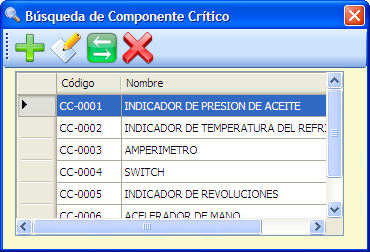 Búsqueda de Componente Crítico
Código Nombre
CC-0001 INDICADOR DE PRESION DE ACEITE
CC-0002 INDICADOR DE TEMPERATURA DEL REFRI
CC-0003 AMPERIMETRO
CC-0004 SWITCH
CC-0005 INDICADOR DE REVOLUCIONES
CC-0006 ACELERADOR DE MANO